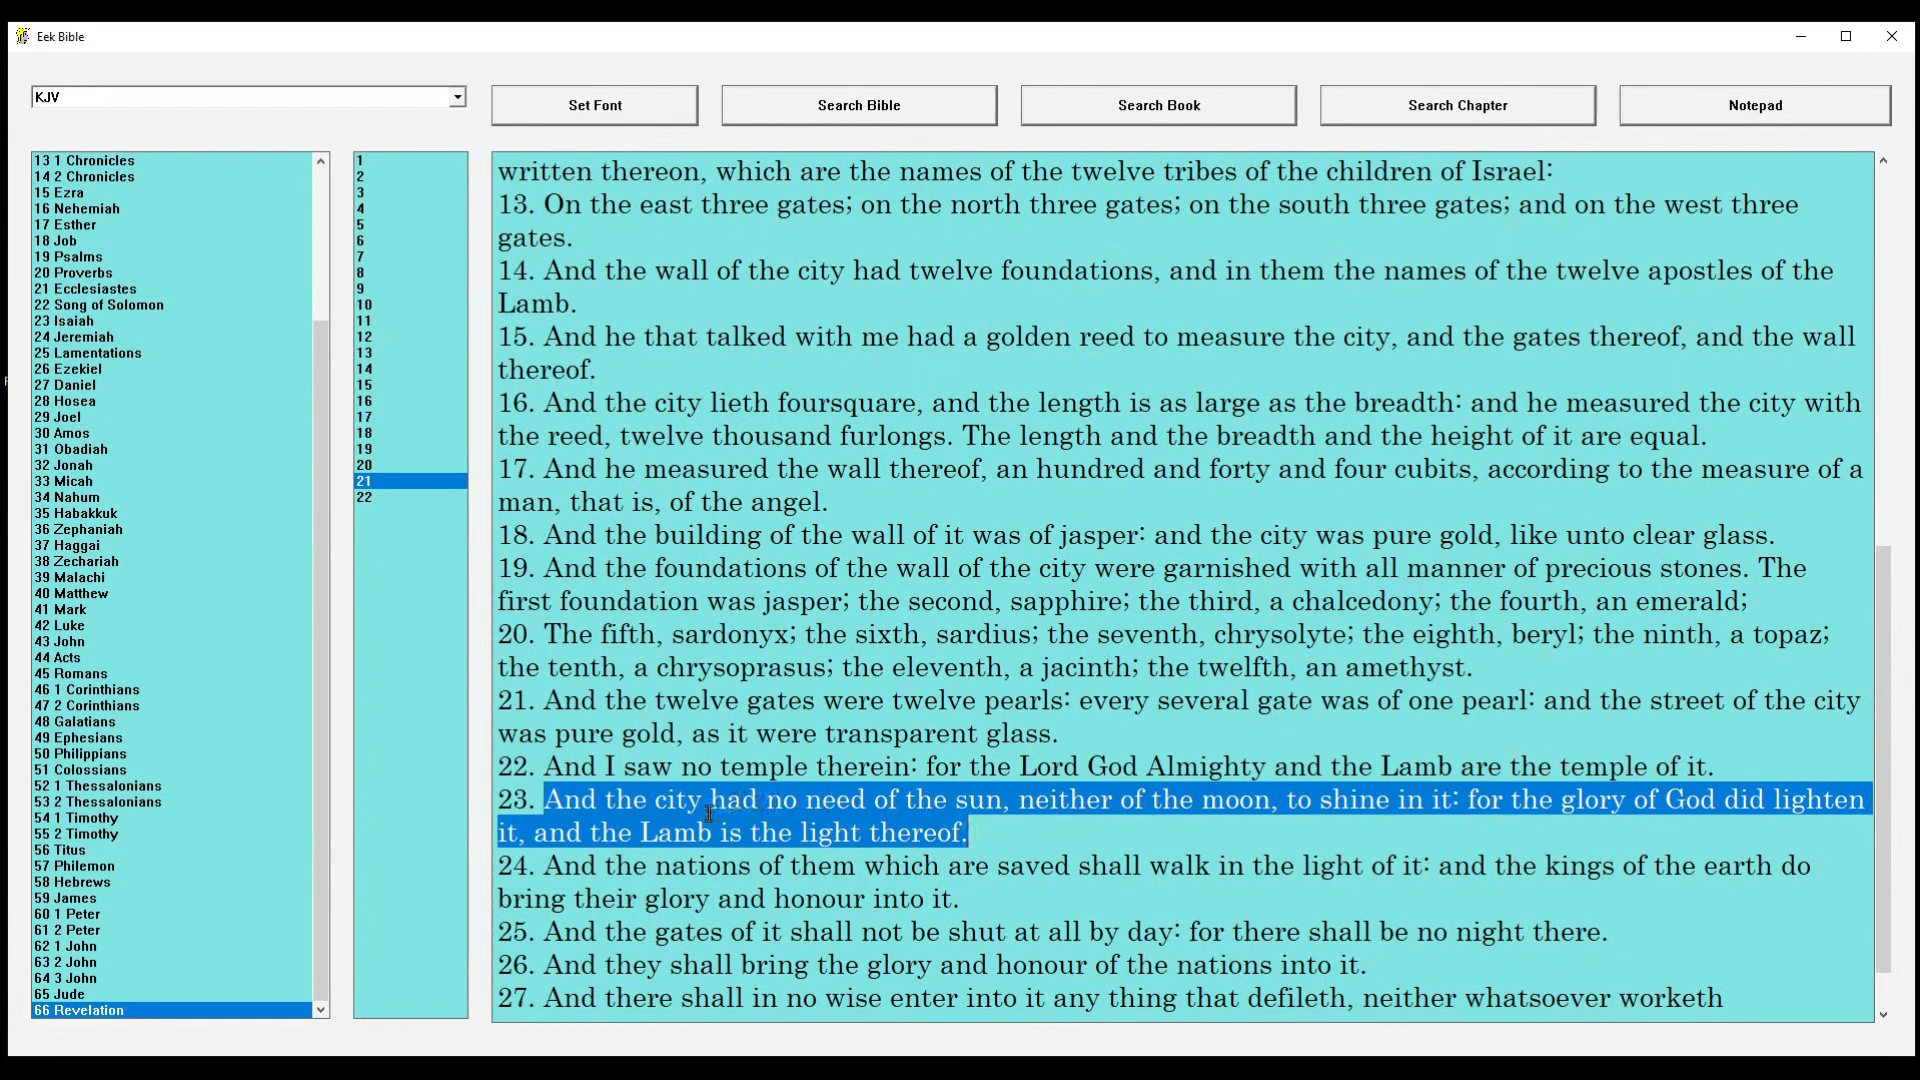 Eek Bible
KJV
Set Font
Search Bible
Search Book
Search Chapter
Notepad
13 1 Chronicles
14 2 Chronicles
15 Ezra
16 Nehemiah
17 Esther
18 Job
19 Psalms
20 Proverbs
21 Ecclesiastes
22 Song of Solomon
23 Isaiah
24 Jeremiah
25 Lamentations
26 Ezekiel
27 Daniel
28 Hosea
29 Joel
30 Amos
31 Obadiah
32 Jonah
33 Micah
34 Nahum
35 Habakkuk
36 Zephaniah
37 Haggai
38 Zechariah
39 Malachi
40 Matthew
41 Mark
42 Luke
43 John
44 Acts
45 Romans
46 1 Corinthians
47 2 Corinthians
48 Galatians
49 Ephesians
50 Philippians
51 Colossians
52 1 Thessalonians
53 2 Thessalonians
54 1 Timothy
55 2 Timothy
56 Titus
57 Philemon
58 Hebrews
59 James
60 1 Peter
61 2 Peter
62 1 John
63 2 John
64 3 John
65 Jude
66 Revelation
1
2
3
4
5
6
7
8
9
10
11
12
13
14
15
16
17
18
19
20
21
22
written thereon, which are the names of the twelve tribes of the children of Israel:
13. On the east three gates; on the north three gates; on the south three gates; and on the west three
gates.
14. And the wall of the city had twelve foundations, and in them the names of the twelve apostles of the
Lamb.
15. And he that talked with me had a golden reed to measure the city, and the gates thereof, and the wall
thereof.
16. And the city lieth foursquare, and the length is as large as the breadth: and he measured the city with
the reed, twelve thousand furlongs. The length and the breadth and the height of it are equal.
17. And he measured the wall thereof, an hundred and forty and four cubits, according to the measure of a
man, that is, of the angel.
18. And the building of the wall of it was of jasper: and the city was pure gold, like unto clear glass.
19. And the foundations of the wall of the city were garnished with all manner of precious stones. The
first foundation was jasper; the second, sapphire; the third, a chalcedony; the fourth, an emerald;
20. The fifth, sardonyx; the sixth, sardius; the seventh, chrysolyte; the eighth, beryl; the ninth, a topaz;
the tenth, a chrysoprasus; the eleventh, a jacinth; the twelfth, an amethyst.
21. And the twelve gates were twelve pearls: every several gate was of one pearl: and the street of the city
was pure gold, as it were transparent glass.
22. And I saw no temple therein: for the Lord God Almighty and the Lamb are the temple of it.
23. And the city had no need of the sun, neither of the moon, to shine in it: for the glory of God did lighten
it, and the Lamb is the light thereof.
24. And the nations of them which are saved shall walk in the light of it: and the kings of the earth do
bring their glory and honour into it.
25. And the gates of it shall not be shut at all by day: for there shall be no night there.
26. And they shall bring the glory and honour of the nations into it.
27. And there shall in no wise enter into it any thing that defileth, neither whatsoever worketh